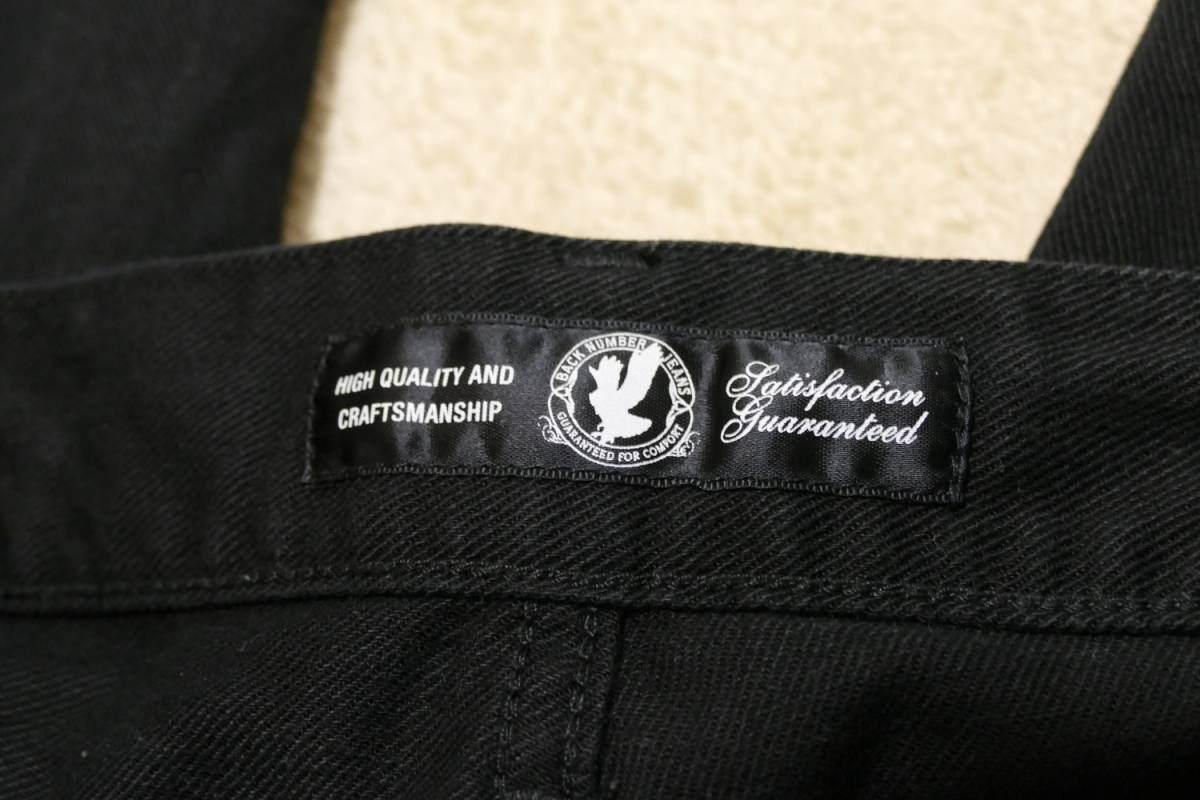 HIGH QUALITY AND
CRAFTSMANSHIP
BACK NUMBER JEANS
GUARANTEED FOR COMFORT
Satisfaction
Guaranteed